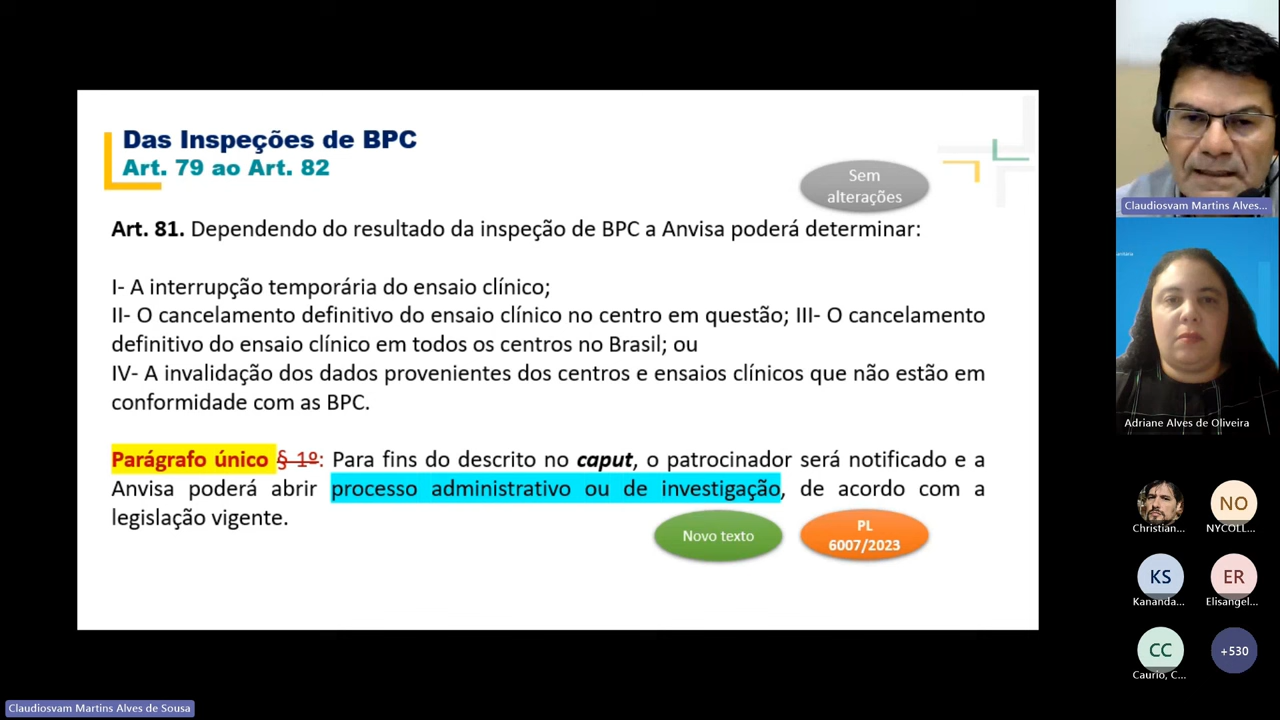 Das Inspeções de BPC
Art. 79 ao Art. 82
Sem
alterações
Art. 81. Dependendo do resultado da inspeção de BPC a Anvisa poderá determinar:
I- A interrupção temporária do ensaio clínico;
II- O cancelamento definitivo do ensaio clínico no centro em questão; III- O cancelamento
definitivo do ensaio clínico em todos os centros no Brasil; ou
IV- A invalidação dos dados provenientes dos centros e ensaios clínicos que não estão em
conformidade com as BPC.
Parágrafo único § 1º: Para fins do descrito no caput, o patrocinador será notificado e a
Anvisa poderá abrir processo administrativo ou de investigação, de acordo com a
legislação vigente.
Novo texto
PL
6007/2023
Claudiosvam Martins Alves...
Adriane Alves de Oliveira
Christian...
NO
NYCOLL...
KS
Kananda...
ER
Elisangel...
CC
Caurio, C...
+530
Claudiosvam Martins Alves de Sousa